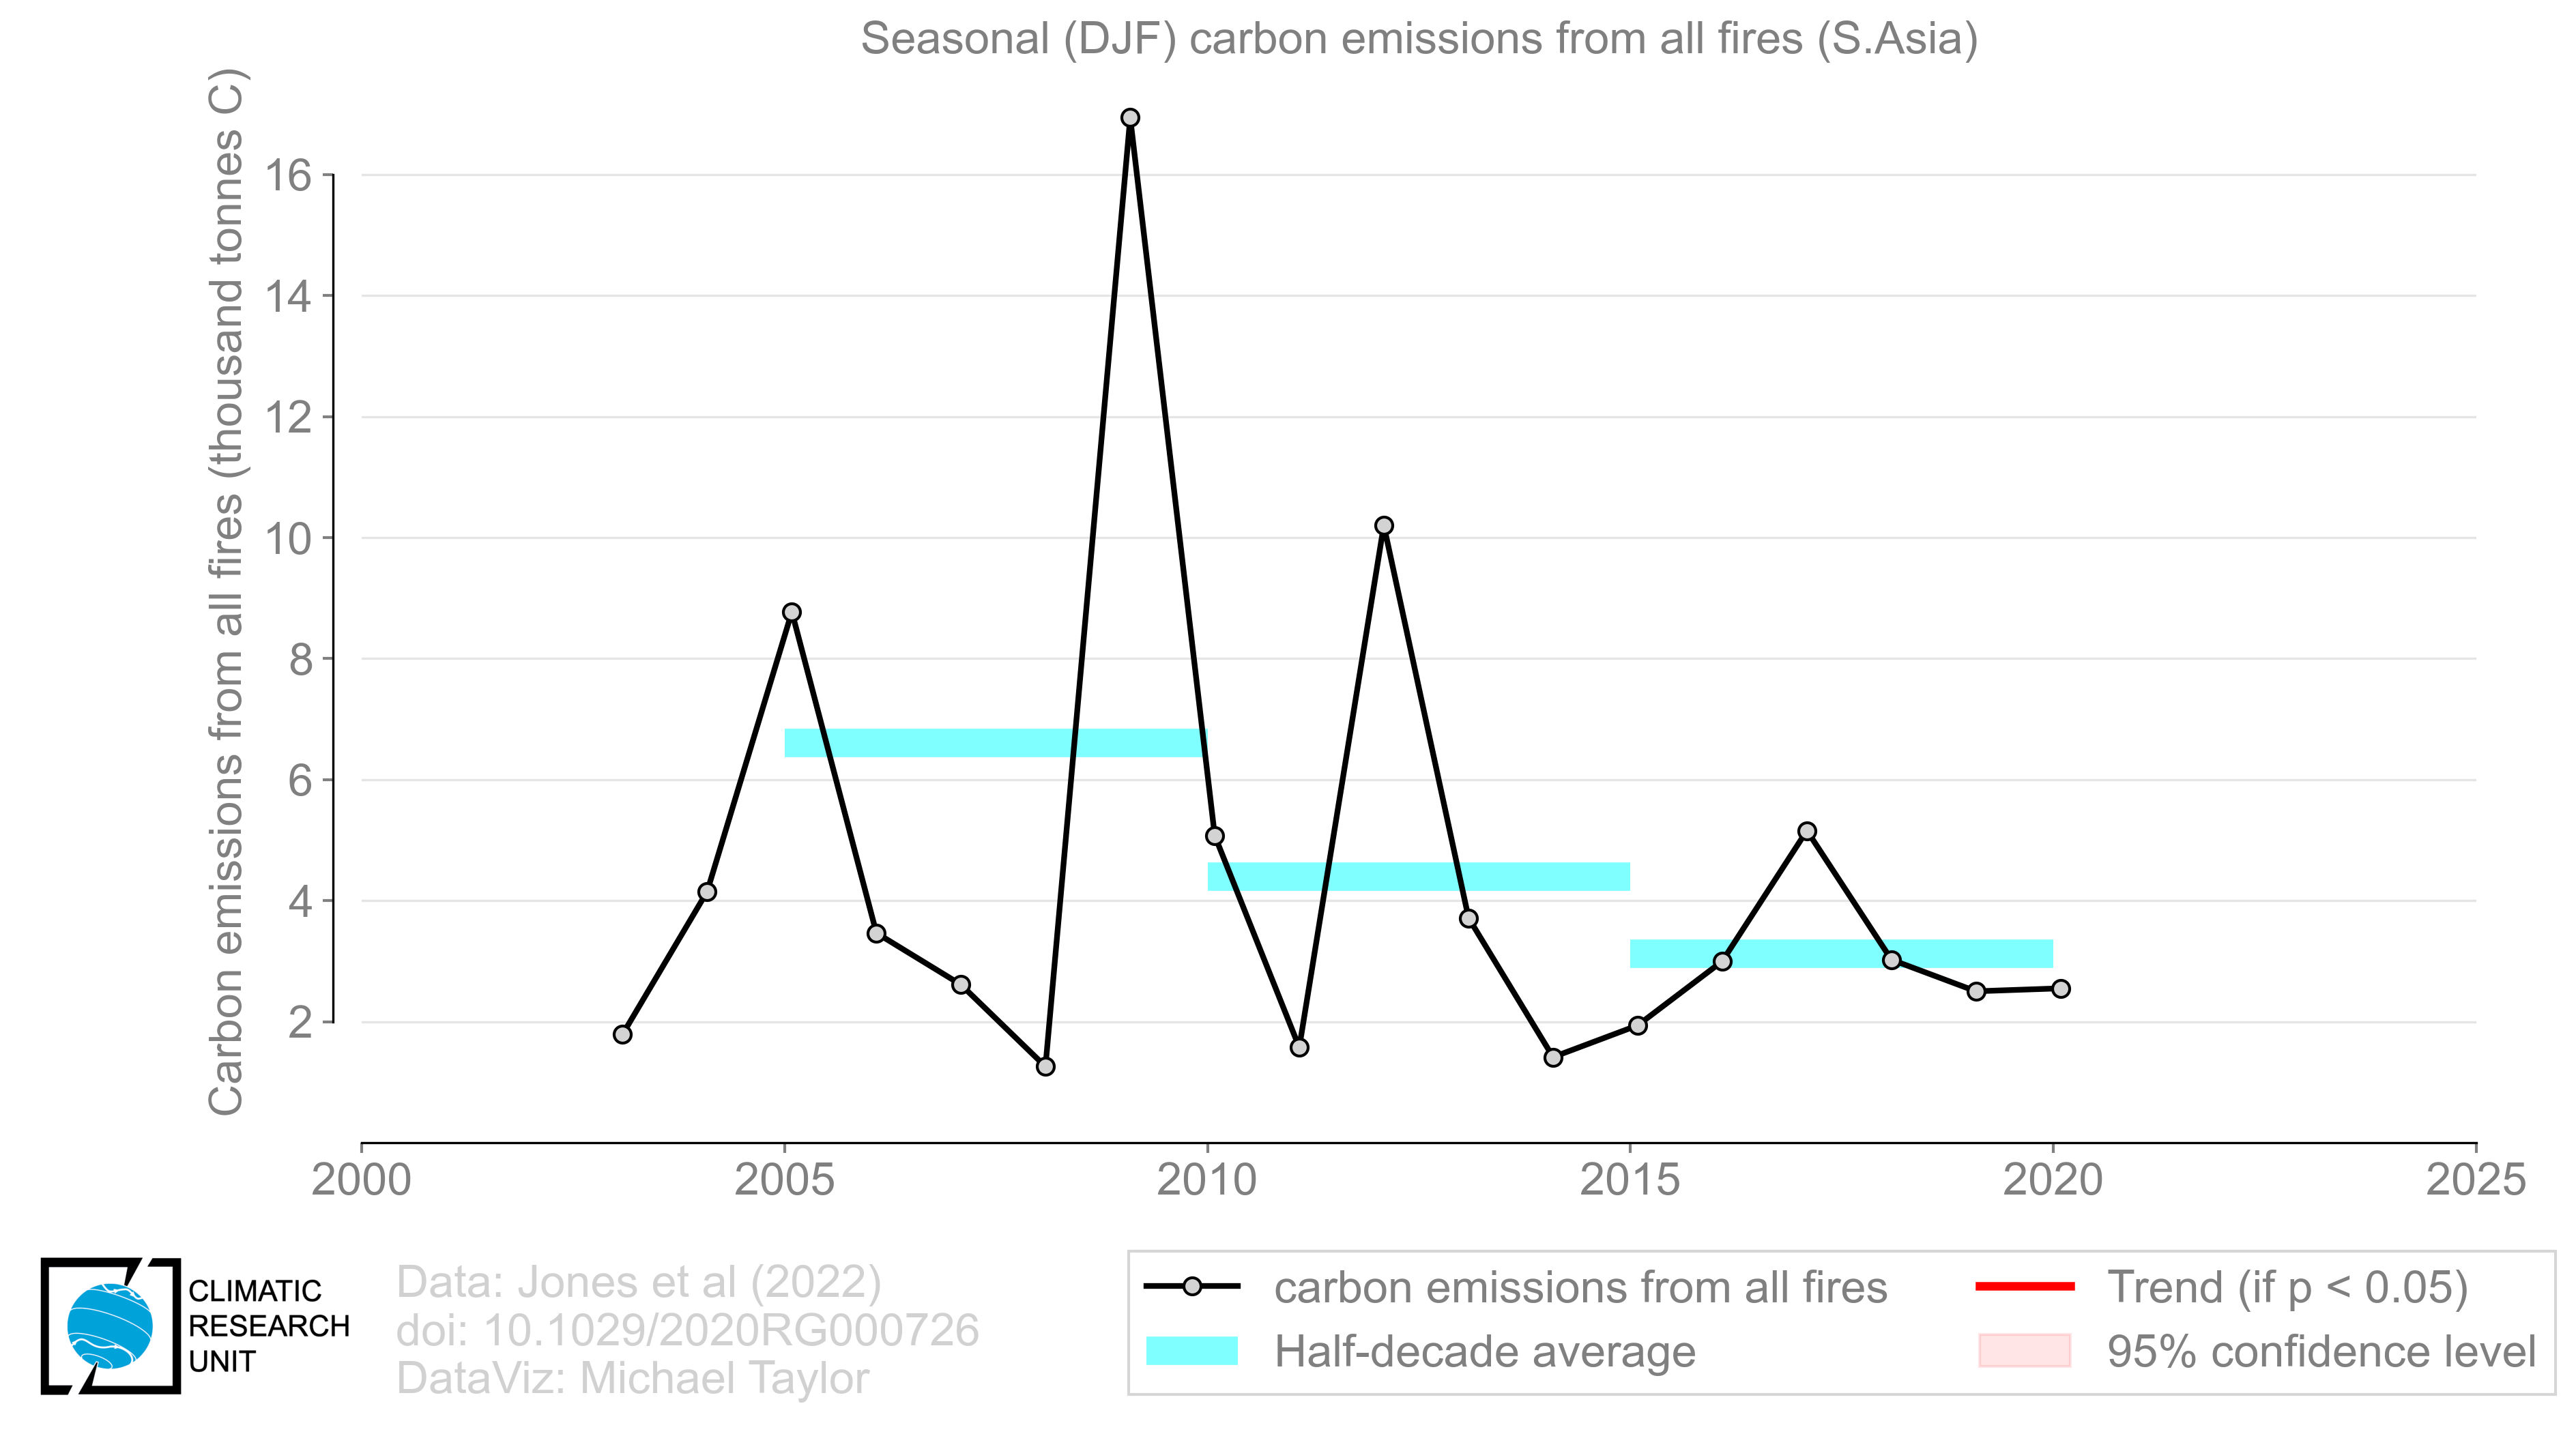 Seasonal (DJF) carbon emissions from all fires (S.Asia)
Carbon emissions from all fires (thousand tonnes C)
16
14
12
10
8
6
4
2
2000 2005 2010 2015 2020 2025
CLIMATIC
RESEARCH
UNIT
Data: Jones et al (2022)
doi: 10.1029/2020RG000726
DataViz: Michael Taylor
carbon emissions from all fires
Half-decade average
Trend (if p < 0.05)
95% confidence level